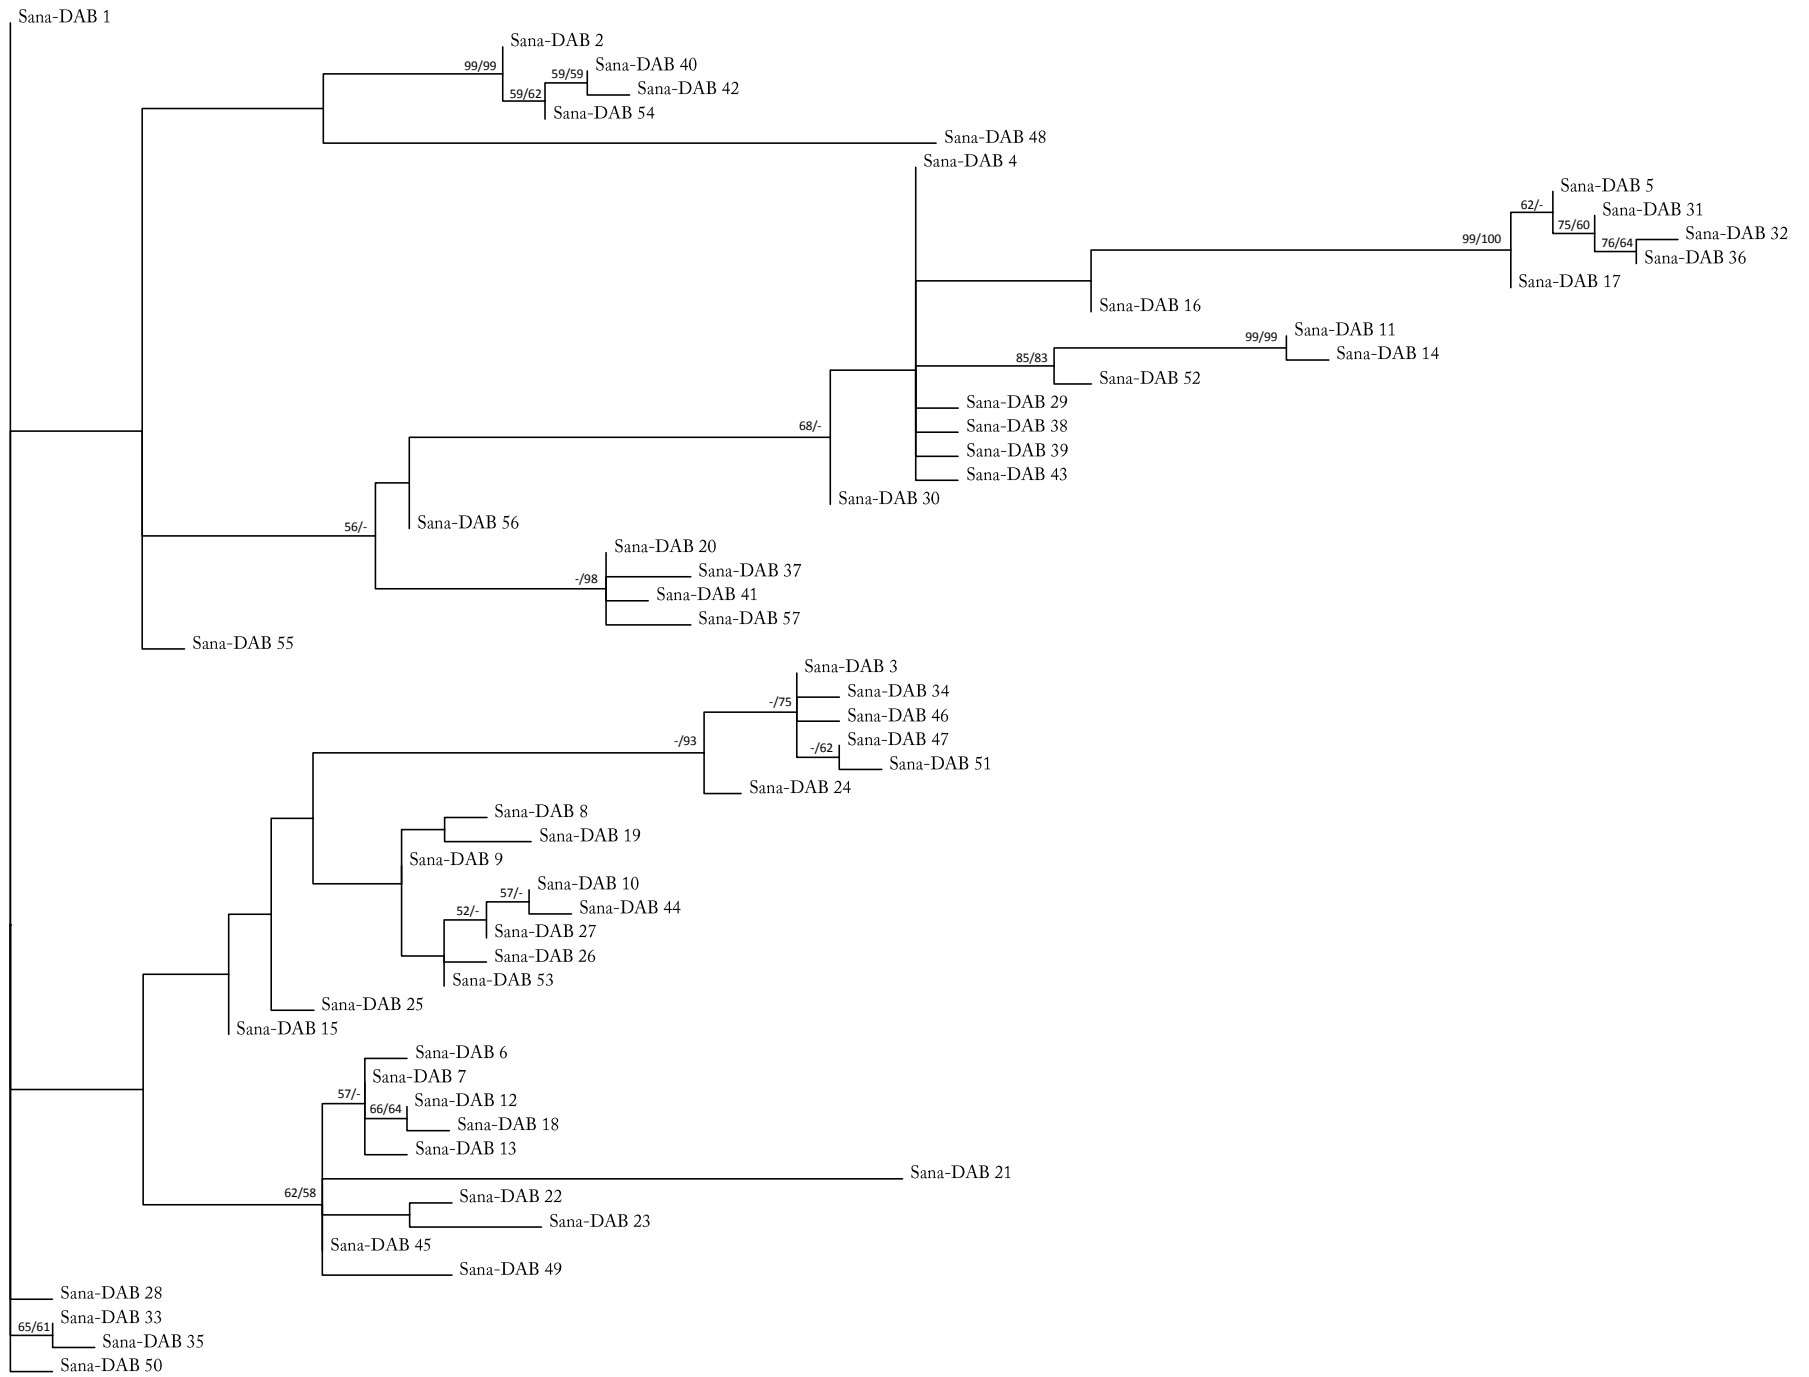 Sana-DAB 1
Sana-DAB 2
99/99
59/59
Sana-DAB 40
Sana-DAB 42
59/62
Sana-DAB 54
Sana-DAB 48
Sana-DAB 4
Sana-DAB 5
62/-
Sana-DAB 31
75/60
Sana-DAB 32
99/100
76/64
Sana-DAB 36
Sana-DAB 17
Sana-DAB 16
Sana-DAB 11
99/99
Sana-DAB 14
85/83
Sana-DAB 52
Sana-DAB 29
68/-
Sana-DAB 38
Sana-DAB 39
Sana-DAB 43
Sana-DAB 30
56/-
Sana-DAB 56
Sana-DAB 20
Sana-DAB 37
-/98
Sana-DAB 41
Sana-DAB 57
Sana-DAB 55
Sana-DAB 3
Sana-DAB 34
-/75
Sana-DAB 46
-/93
Sana-DAB 47
-/62
Sana-DAB 51
Sana-DAB 24
Sana-DAB 8
Sana-DAB 19
Sana-DAB 9
Sana-DAB 10
57/-
Sana-DAB 44
52/-
Sana-DAB 27
Sana-DAB 26
Sana-DAB 53
Sana-DAB 25
Sana-DAB 15
Sana-DAB 6
Sana-DAB 7
57/-
Sana-DAB 12
66/64
Sana-DAB 18
Sana-DAB 13
Sana-DAB 21
62/58
Sana-DAB 22
Sana-DAB 23
Sana-DAB 45
Sana-DAB 49
Sana-DAB 28
Sana-DAB 33
65/61
Sana-DAB 35
Sana-DAB 50